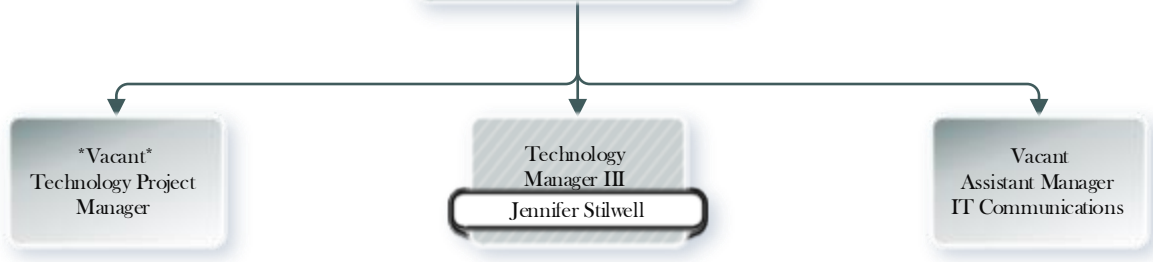 *Vacant*
Technology Project
Manager
Technology
Manager III
Jennifer Stilwell
Vacant
Assistant Manager
IT Communications